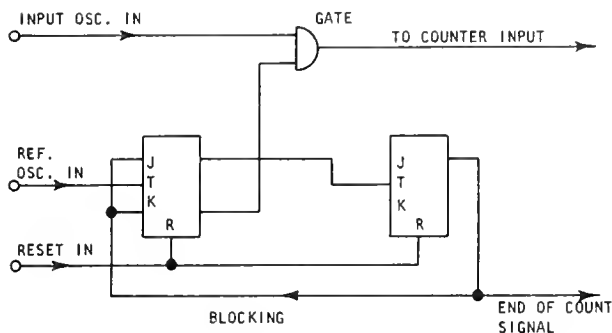 INPUT OSC. IN
GATE
TO COUNTER INPUT
REF.
OSC. IN
J
T
K
R
J
T
K
R
RESET IN
BLOCKING
END OF COUNT
SIGNAL